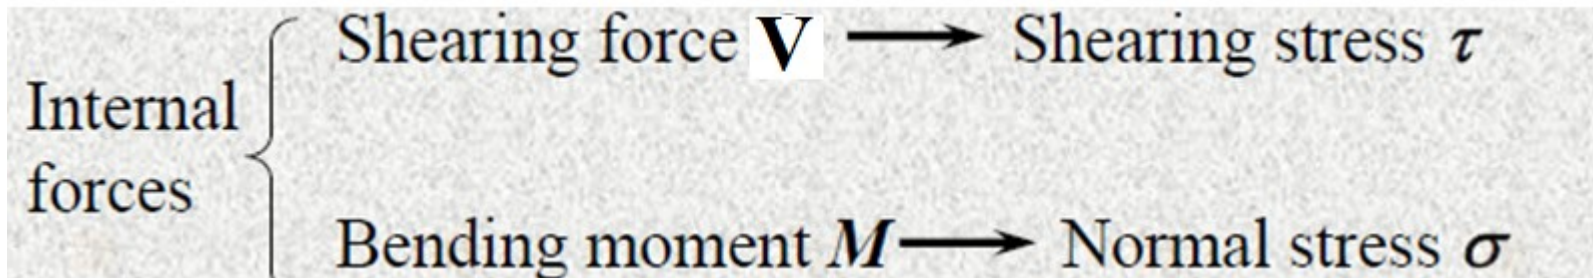 Shearing force V → Shearing stress τ
Internal
forces
Bending moment M → Normal stress σ